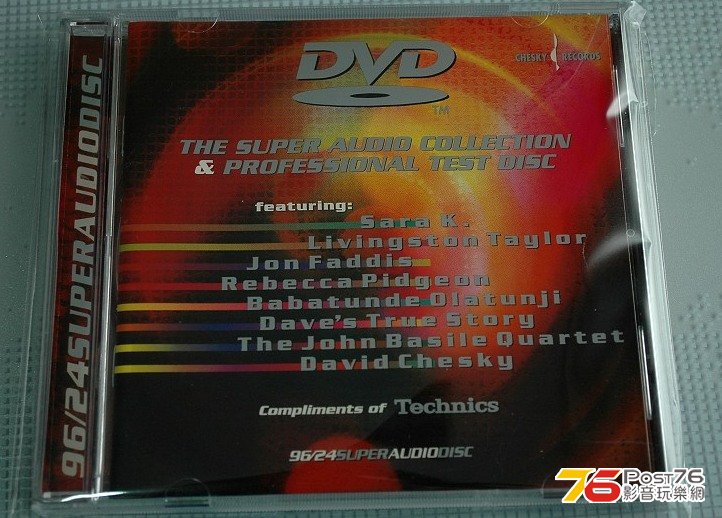 96/24SUPERAUDIODISC
DVD
TM
CHESKY RECORDS
THE SUPER AUDIO COLLECTION
& PROFESSIONAL TEST DISC
featuring:
Sara K.
Livingston Taylor
Jon Faddis
Rebecca Pidgeon
Babatunde Olatunji
Dave's True Story
The John Basile Quartet
David Chesky
Compliments of Technics
96/24SUPERAUDIODISC
76 Post76
影音玩樂網